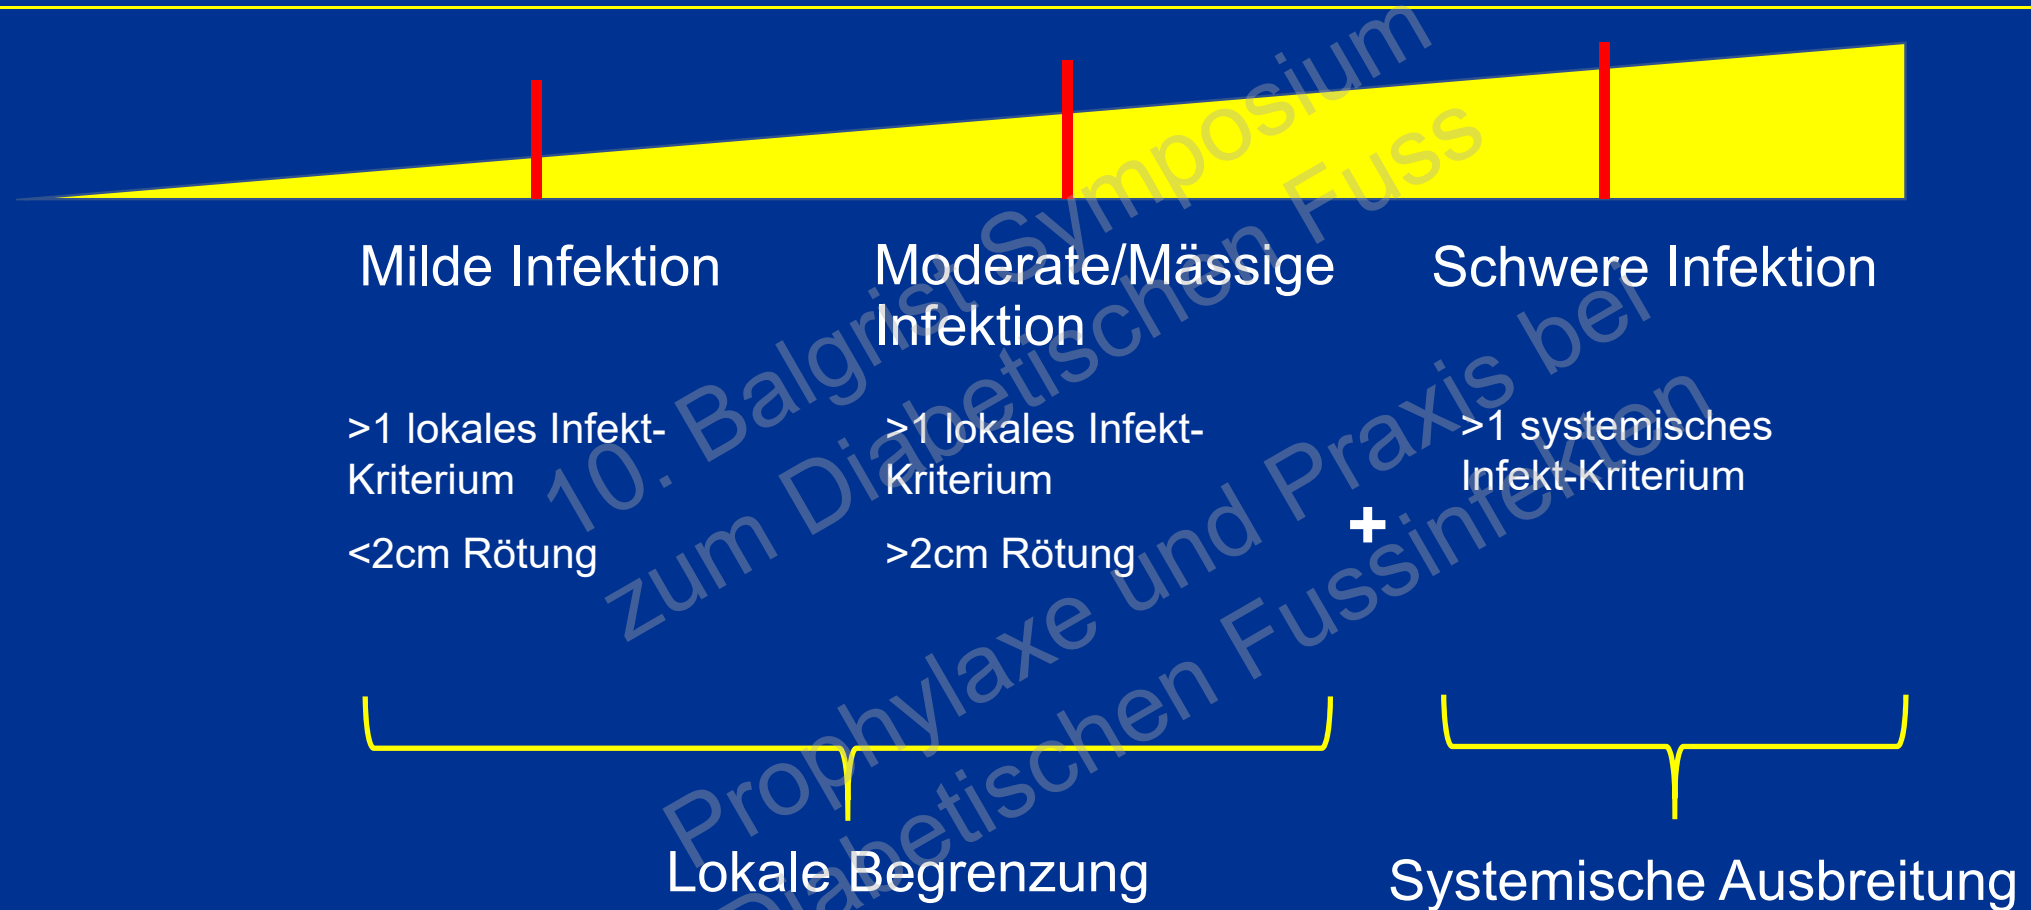 Milde Infektion
Moderate/Mässige
Infektion
Schwere Infektion
>1 lokales Infekt-
Kriterium
<2cm Rötung
>1 lokales Infekt-
Kriterium
>2cm Rötung
+
>1 systemisches
Infekt-Kriterium
Lokale Begrenzung
Systemische Ausbreitung
10. Balgrist Symposium
zum Diabetischen Fuss
Prophylaxe und Praxis bei
Diabetischen Fussinfekten